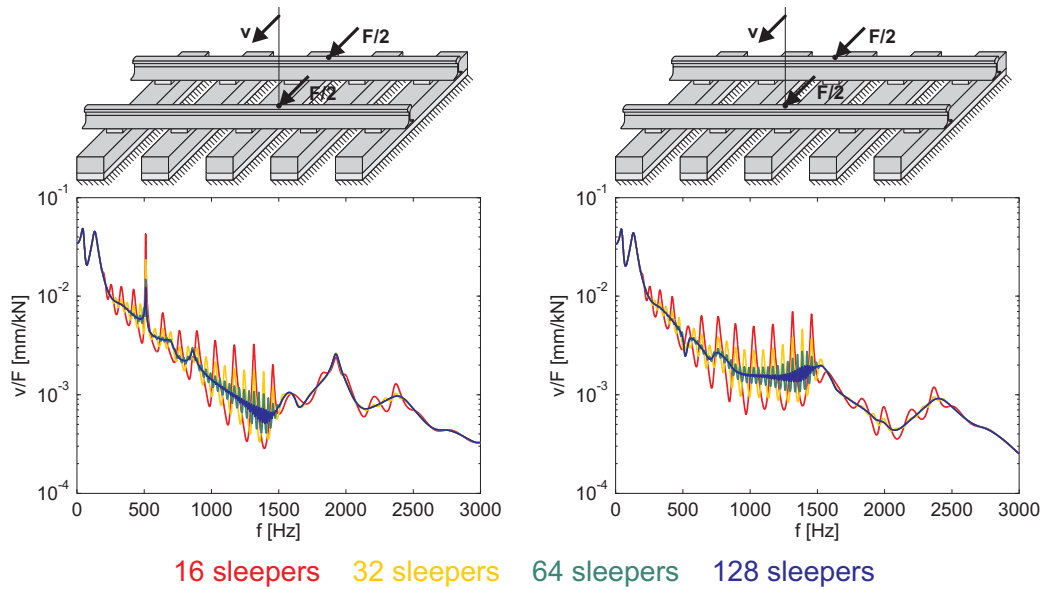 v F/2
F/2
v F/2
F/2
10⁻¹
10⁻²
10⁻³
10⁻⁴
v/F [mm/kN]
0 500 1000 1500 2000 2500 3000
f [Hz]
10⁻¹
10⁻²
10⁻³
10⁻⁴
v/F [mm/kN]
0 500 1000 1500 2000 2500 3000
f [Hz]
16 sleepers 32 sleepers 64 sleepers 128 sleepers